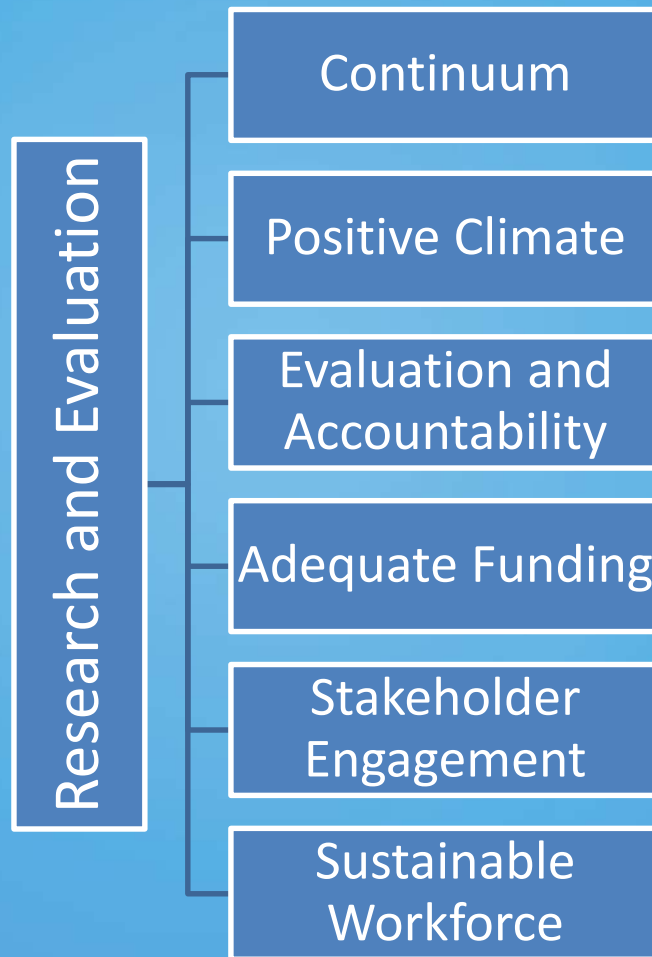 Research and Evaluation
Continuum
Positive Climate
Evaluation and
Accountability
Adequate Funding
Stakeholder
Engagement
Sustainable
Workforce